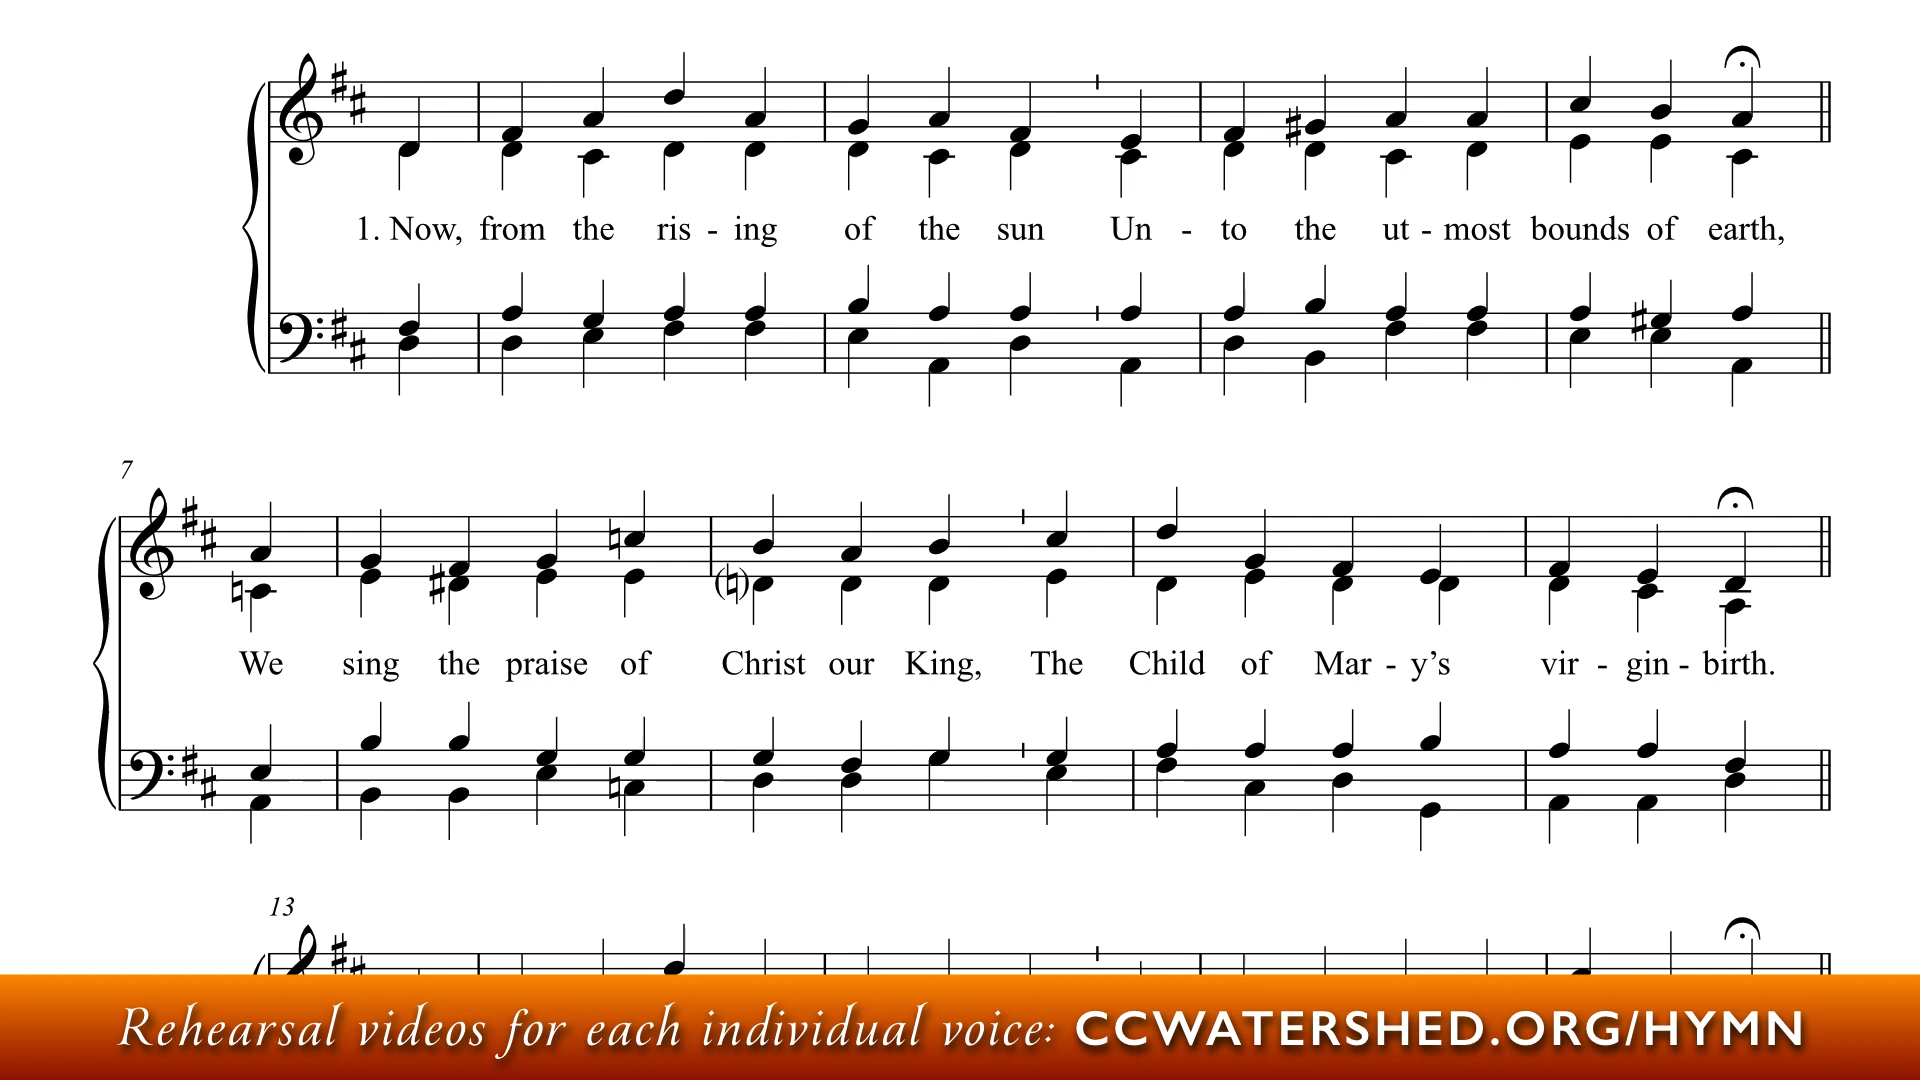 1. Now, from the ris - ing of the sun Un - to the ut - most bounds of earth,
7
We sing the praise of Christ our King, The Child of Mar - y’s vir - gin - birth.
13
Rehearsal videos for each individual voice: CCWATERSHED.ORG/HYMN